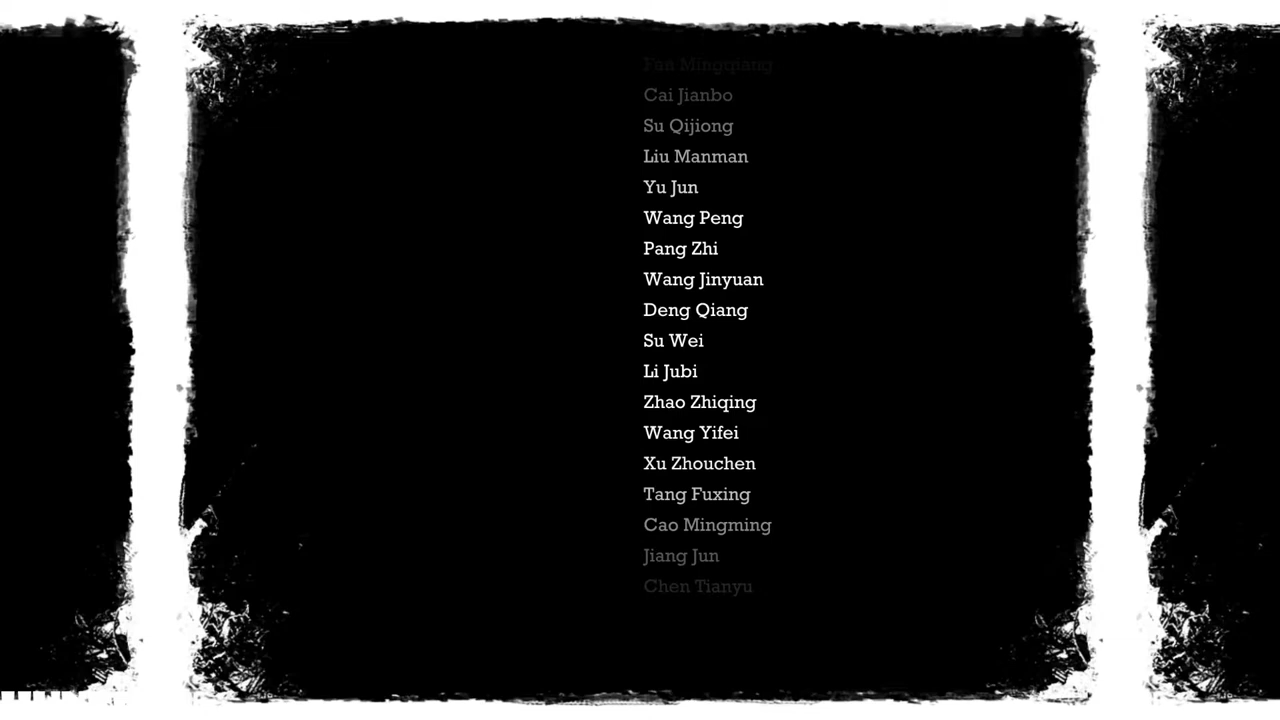 Mingqiang
Cai Jianbo
Su Qijiong
Liu Manman
Yu Jun
Wang Peng
Pang Zhi
Wang Jinyuan
Deng Qiang
Su Wei
Li Jubi
Zhao Zhiqing
Wang Yifei
Xu Zhouchen
Tang Fuxing
Cao Mingming
Jiang Jun
Chen Tianyu